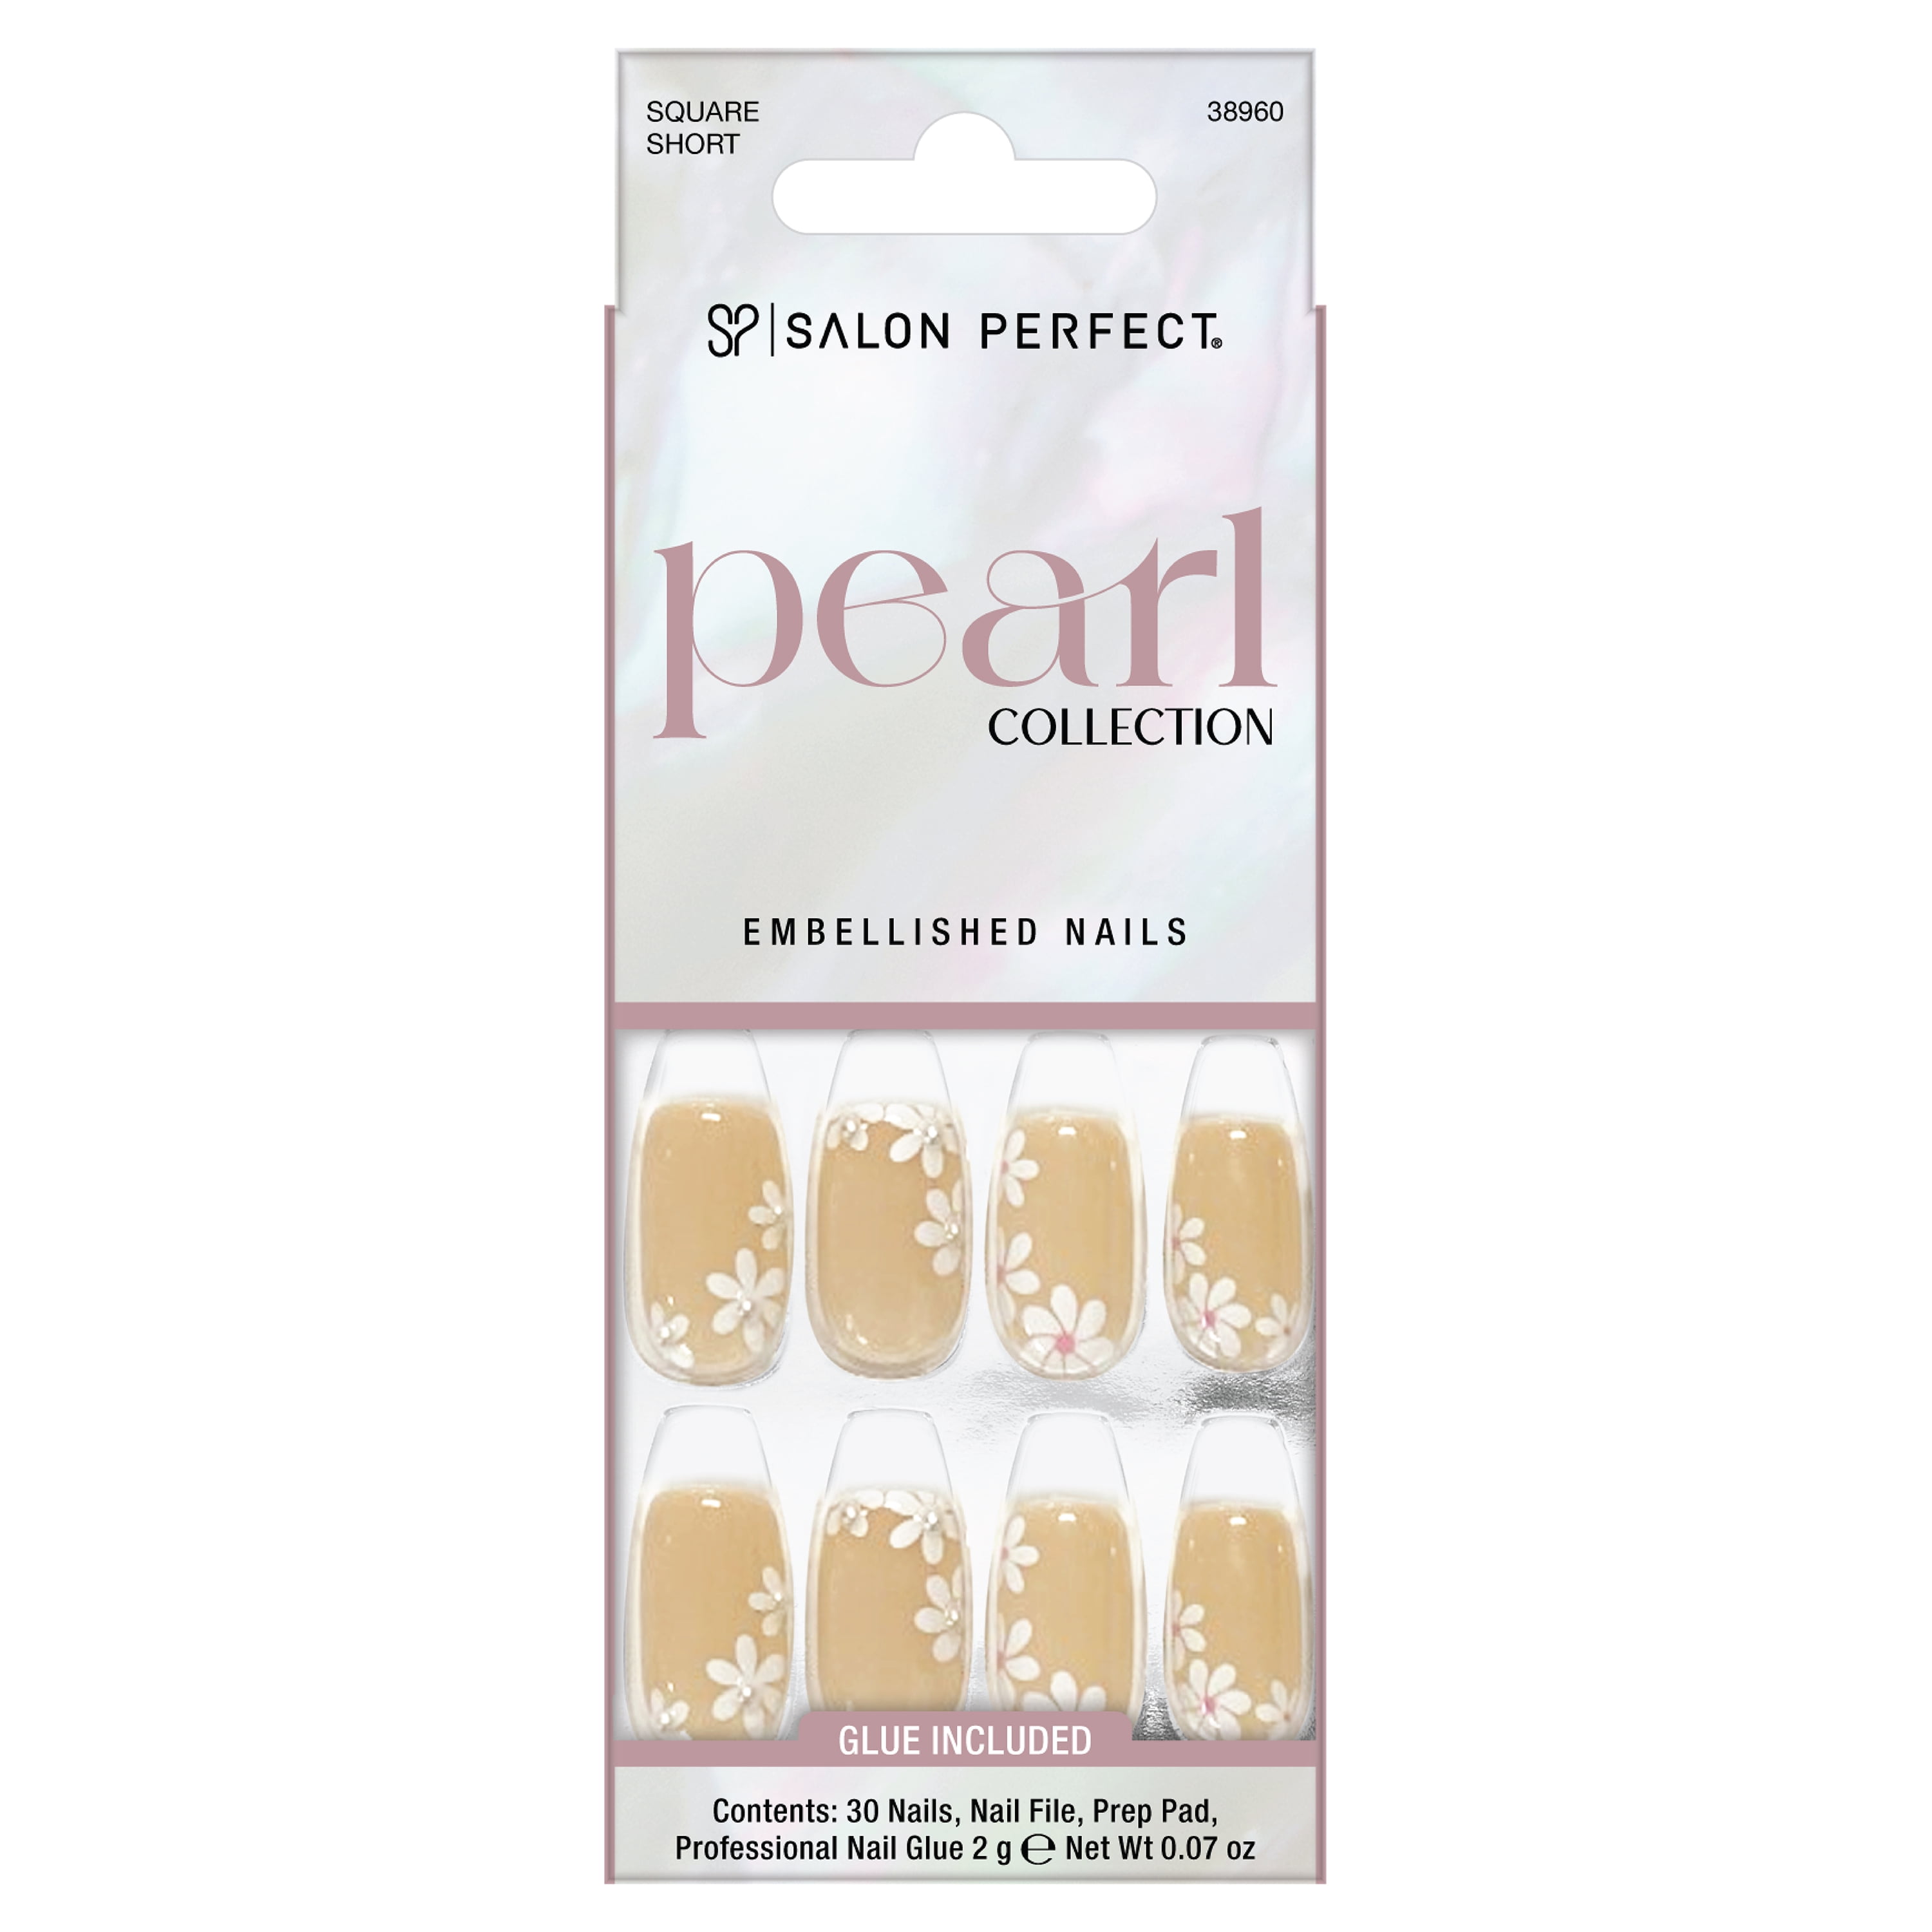 SQUARE
SHORT
38960
SP | SALON PERFECT®
pearl
COLLECTION
EMBELLISHED NAILS
GLUE INCLUDED
Contents: 30 Nails, Nail File, Prep Pad,
Professional Nail Glue 2 g ℮ Net Wt 0.07 oz